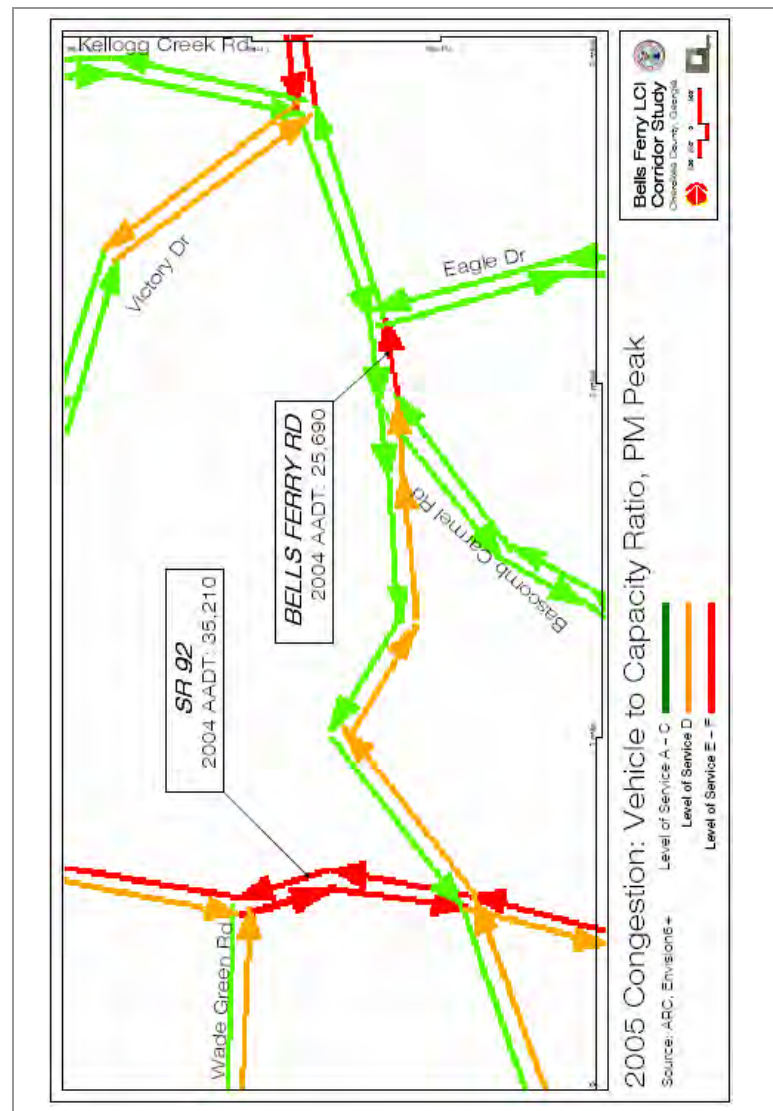 Kellogg Creek Rd
Victory Dr
Eagle Dr
BELLS FERRY RD
2004 AADT: 25,690
Bascomb Carmel Rd
SR 92
2004 AADT: 35,210
Wade Green Rd
Bells Ferry LCI
Corridor Study
Cherokee County, Georgia
2005 Congestion: Vehicle to Capacity Ratio, PM Peak
Source: ARC, Envision6+
Level of Service A - C
Level of Service D
Level of Service E - F